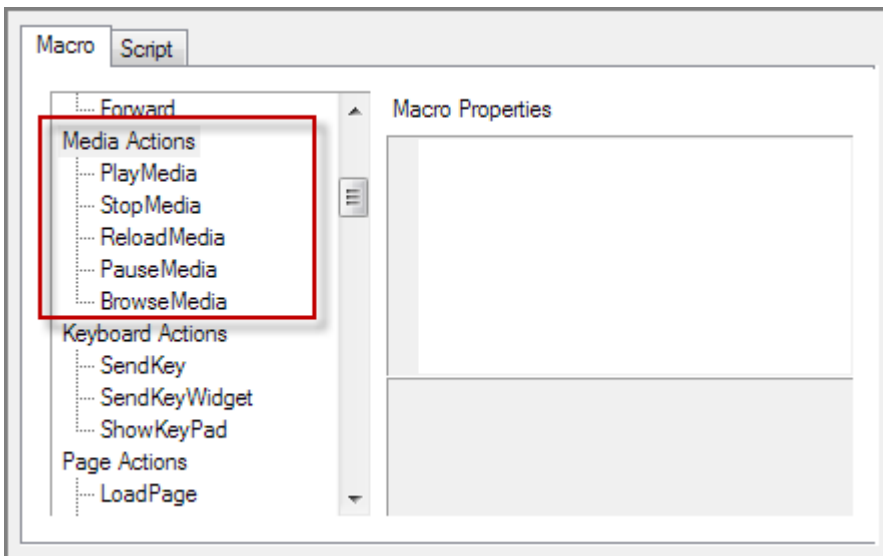 Macro Script
Forward
Media Actions
PlayMedia
StopMedia
ReloadMedia
PauseMedia
BrowseMedia
Keyboard Actions
SendKey
SendKeyWidget
ShowKeyPad
Page Actions
LoadPage
Macro Properties